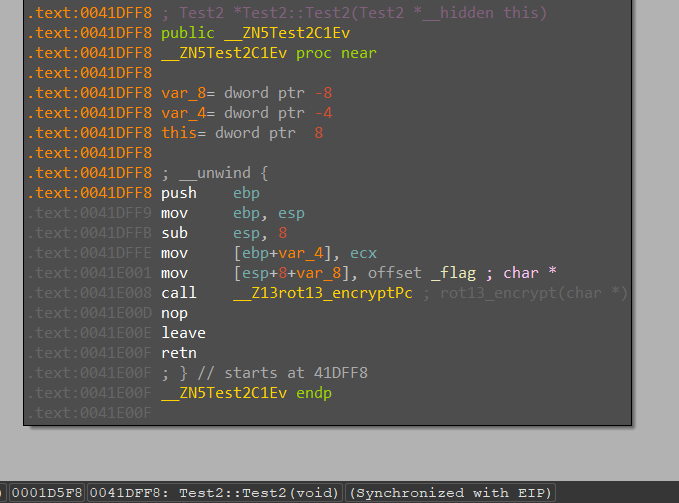 .text:0041DFF8 ; Test2 *Test2::Test2(Test2 *__hidden this)
.text:0041DFF8 public __ZN5Test2C1Ev
.text:0041DFF8 __ZN5Test2C1Ev proc near
.text:0041DFF8
.text:0041DFF8 var_8= dword ptr -8
.text:0041DFF8 var_4= dword ptr -4
.text:0041DFF8 this= dword ptr  8
.text:0041DFF8
.text:0041DFF8 ; __unwind {
.text:0041DFF8 push    ebp
.text:0041DFF9 mov     ebp, esp
.text:0041DFFB sub     esp, 8
.text:0041DFFE mov     [ebp+var_4], ecx
.text:0041E001 mov     [esp+8+var_8], offset _flag ; char *
.text:0041E008 call    __Z13rot13_encryptPc ; rot13_encrypt(char *)
.text:0041E00D nop
.text:0041E00E leave
.text:0041E00F retn
.text:0041E00F ; } // starts at 41DFF8
.text:0041E00F __ZN5Test2C1Ev endp
.text:0041E00F
) 0001D5F8 0041DFF8: Test2::Test2(void) (Synchronized with EIP)